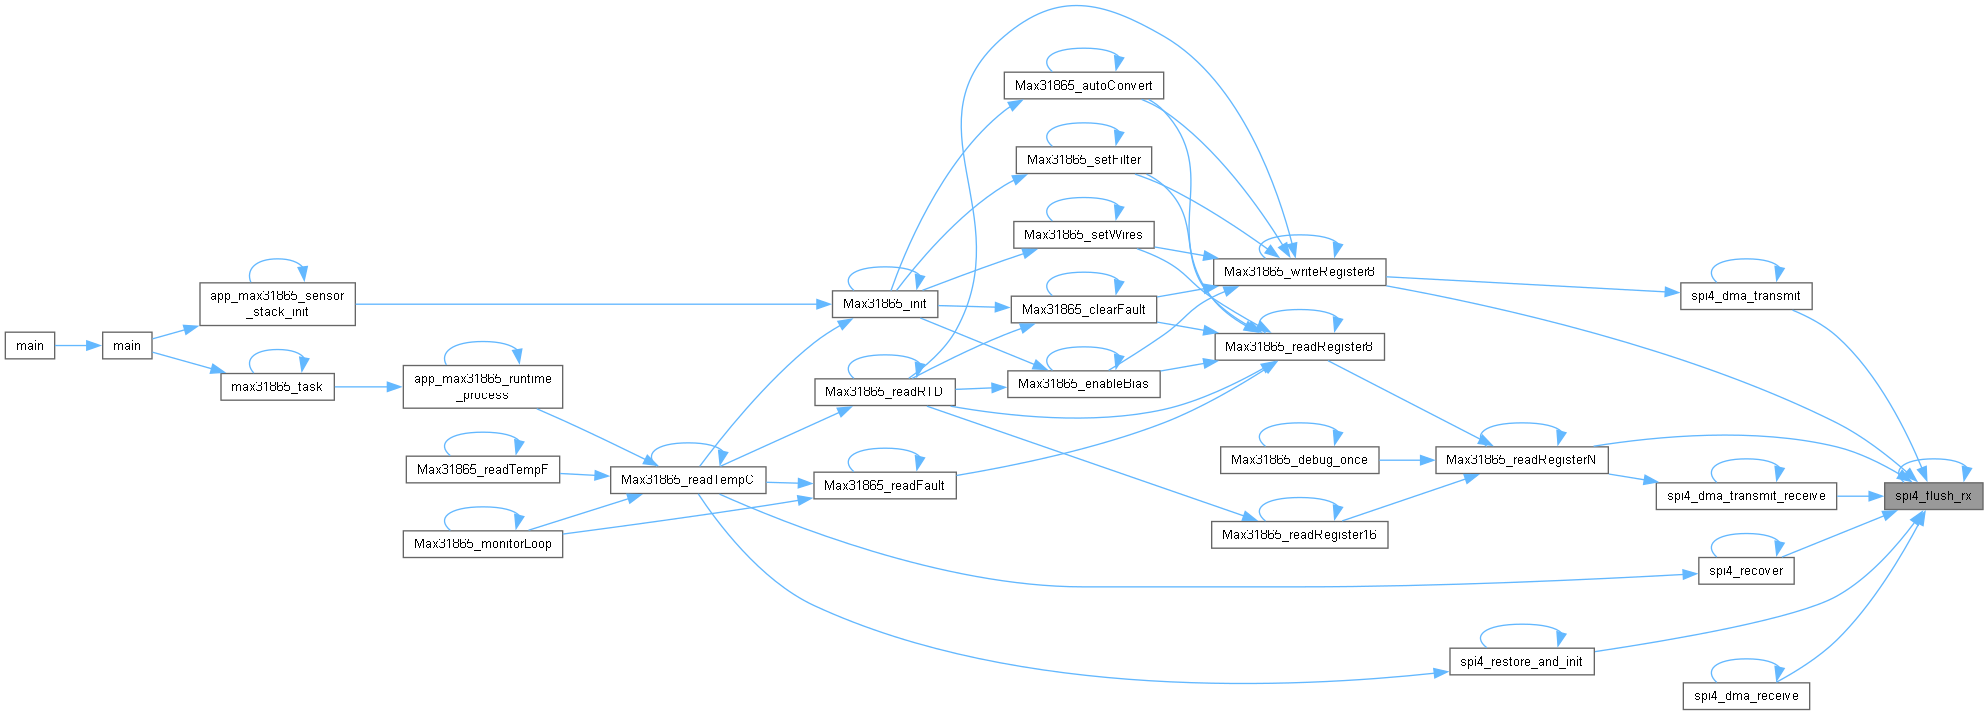 main
main
app_max31865_sensor
_stack_init
max31865_task
app_max31865_runtime
_process
Max31865_readTempF
Max31865_monitorLoop
Max31865_readTempC
Max31865_init
Max31865_readRTD
Max31865_readFault
Max31865_autoConvert
Max31865_setFilter
Max31865_setWires
Max31865_clearFault
Max31865_enableBias
Max31865_writeRegister8
Max31865_readRegister8
Max31865_debug_once
Max31865_readRegister16
Max31865_readRegisterN
spi4_restore_and_init
spi4_dma_transmit
spi4_dma_transmit_receive
spi4_recover
spi4_dma_receive
spi4_flush_rx